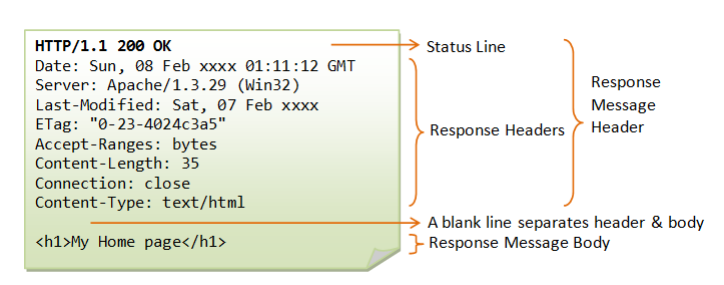 HTTP/1.1 200 OK
Date: Sun, 08 Feb xxxx 01:11:12 GMT
Server: Apache/1.3.29 (Win32)
Last-Modified: Sat, 07 Feb xxxx
ETag: "0-23-4024c3a5"
Accept-Ranges: bytes
Content-Length: 35
Connection: close
Content-Type: text/html
<h1>My Home page</h1>
Status Line
Response Headers
Response
Message
Header
A blank line separates header & body
Response Message Body